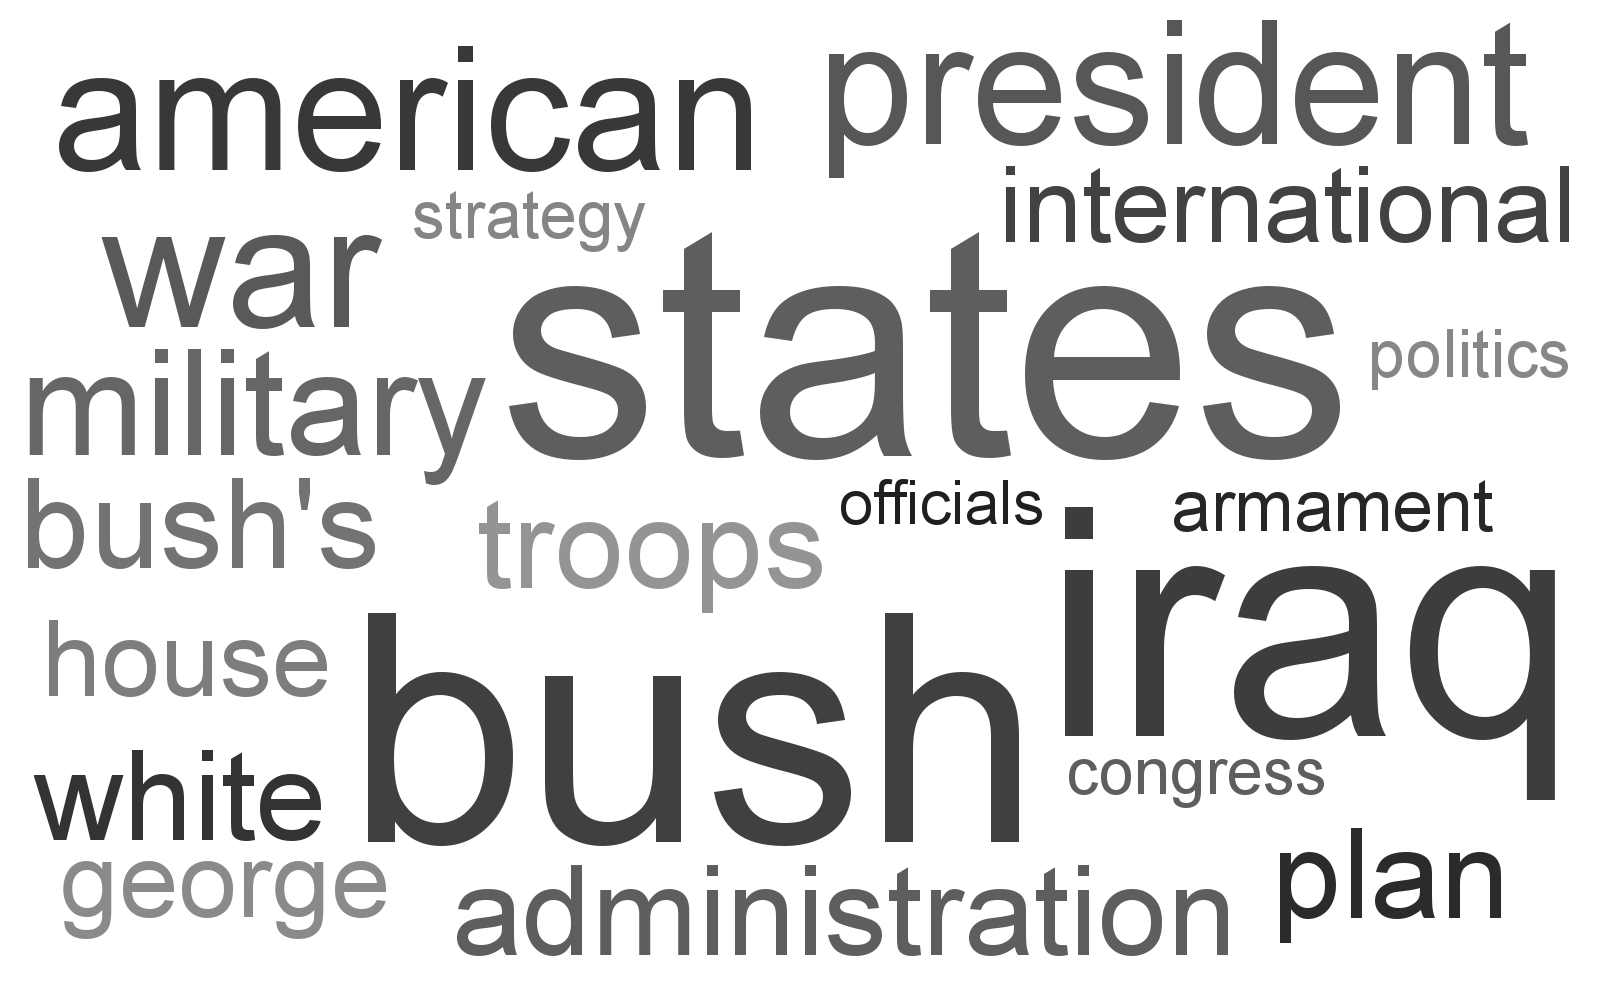 american
president
strategy
international
war
states
politics
military
bush's
troops
officials
armament
iraq
house
bush
white
congress
george
administration
plan